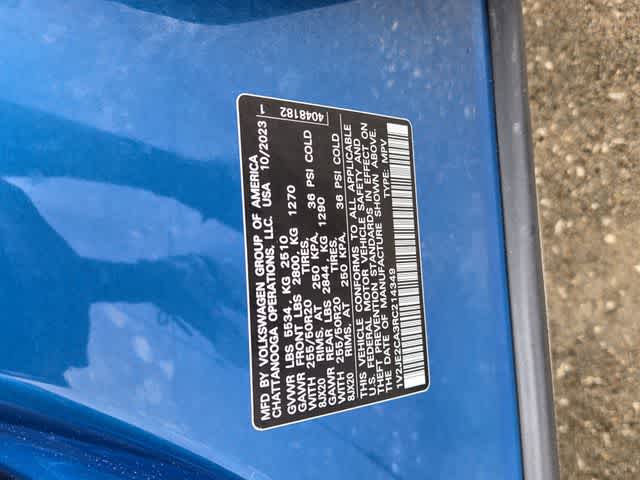 MFD BY VOLKSWAGEN GROUP OF AMERICA
CHATTANOOGA OPERATIONS, LLC. USA 10/2023 1 4048182
GVWR LBS 5534, KG 2510
GAWR FRONT LBS 2800, KG 1270
WITH 255/50R20 TIRES,
8JX20 RIMS, AT 250 KPA, 36 PSI COLD
GAWR REAR LBS 2844, KG 1290
WITH 255/50R20 TIRES,
8JX20 RIMS, AT 250 KPA, 36 PSI COLD
THIS VEHICLE CONFORMS TO ALL APPLICABLE
U.S. FEDERAL MOTOR VEHICLE SAFETY AND
THEFT PREVENTION STANDARDS IN EFFECT ON
THE DATE OF MANUFACTURE SHOWN ABOVE.
1V2JE2CA3RC214349 TYPE: MPV